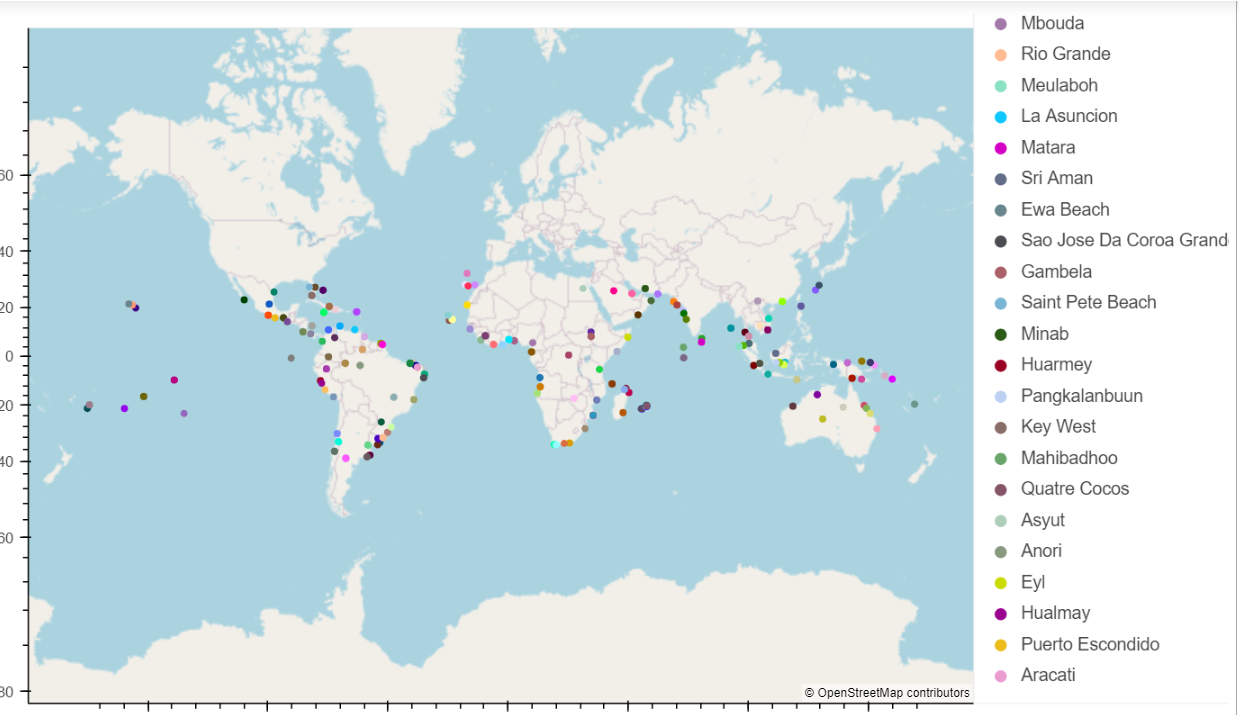 Mbouda
Rio Grande
Meulaboh
La Asuncion
Matara
Sri Aman
Ewa Beach
Sao Jose Da Coroa Grand
Gambela
Saint Pete Beach
Minab
Huarmey
Pangkalanbuun
Key West
Mahibadhoo
Quatre Cocos
Asyut
Anori
Eyl
Hualmay
Puerto Escondido
Aracati
60
40
20
0
20
40
60
80
© OpenStreetMap contributors